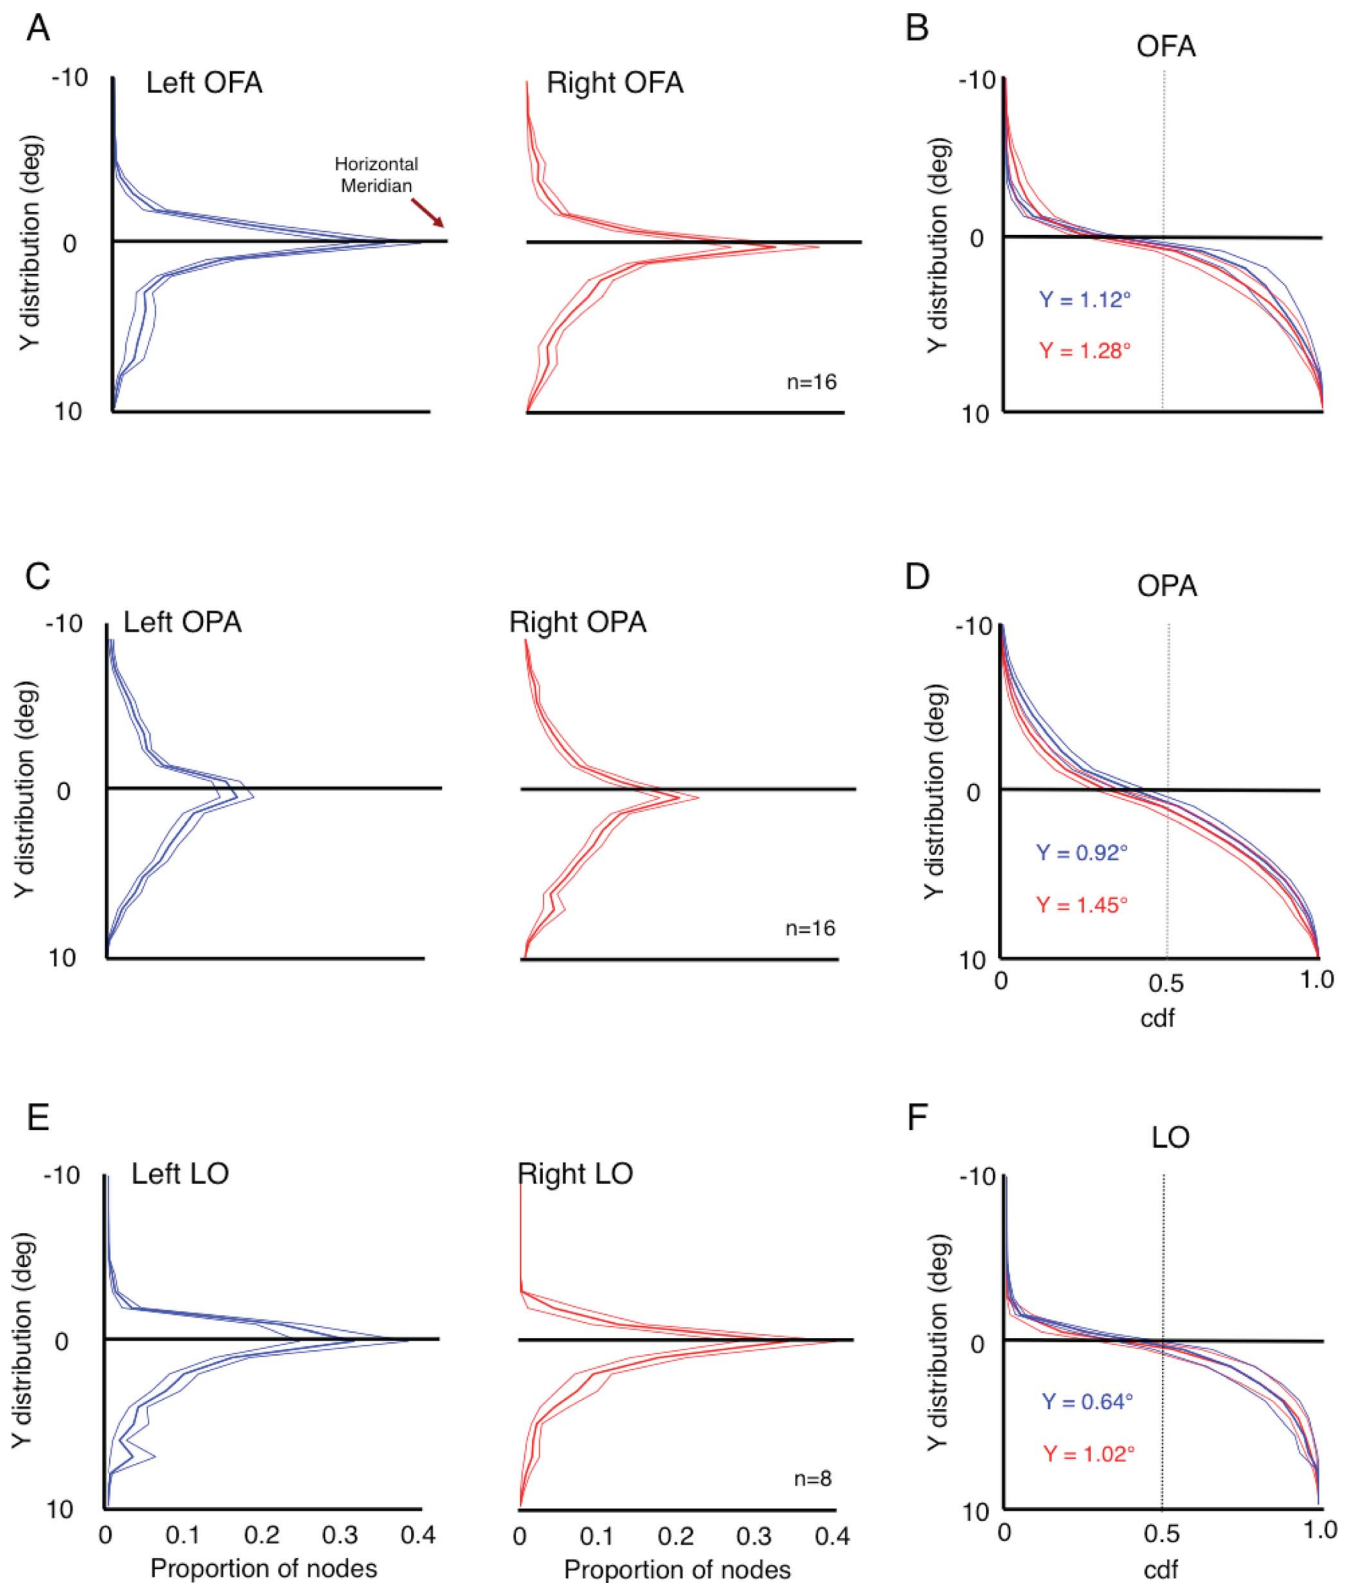 A
B
Left OFA
Right OFA
OFA
-10
0
10
Y distribution (deg)
Horizontal
Meridian
n=16
-10
0
10
Y distribution (deg)
Y = 1.12°
Y = 1.28°
C
D
Left OPA
Right OPA
OPA
-10
0
10
Y distribution (deg)
n=16
-10
0
10
Y distribution (deg)
Y = 0.92°
Y = 1.45°
0 0.5 1.0
cdf
E
F
Left LO
Right LO
LO
-10
0
10
Y distribution (deg)
n=8
-10
0
10
Y distribution (deg)
Y = 0.64°
Y = 1.02°
0 0.1 0.2 0.3 0.4
Proportion of nodes
0 0.1 0.2 0.3 0.4
Proportion of nodes
0 0.5 1.0
cdf